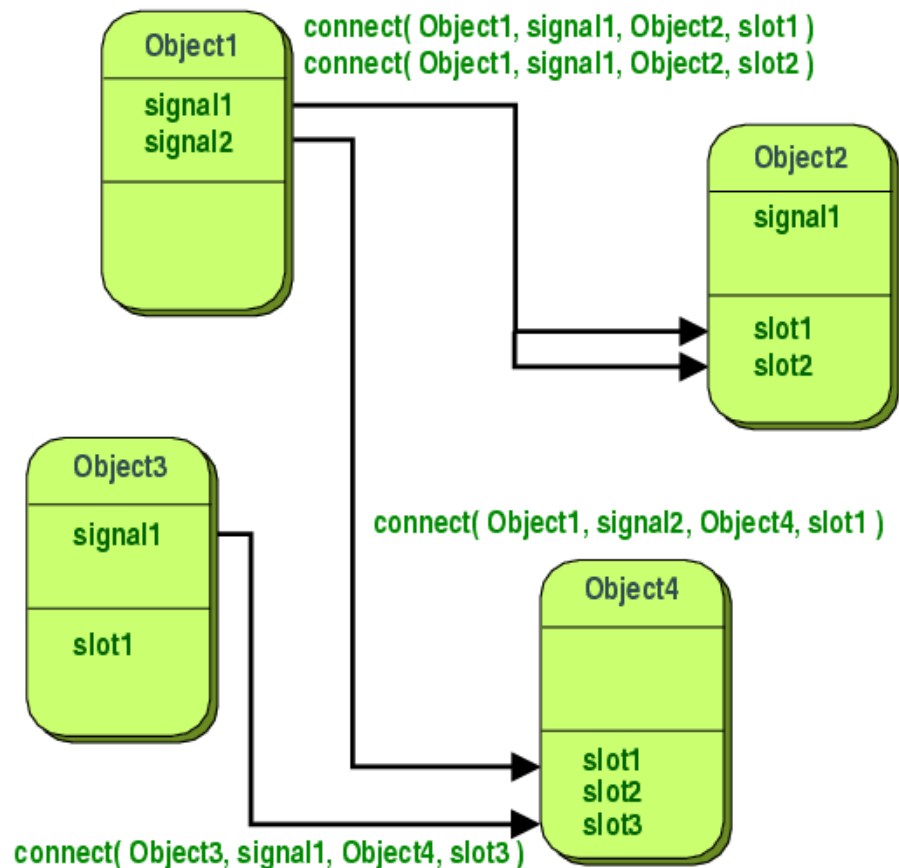 Object1
signal1
signal2
connect( Object1, signal1, Object2, slot1 )
connect( Object1, signal1, Object2, slot2 )
Object2
signal1
slot1
slot2
Object3
signal1
slot1
connect( Object1, signal2, Object4, slot1 )
Object4
slot1
slot2
slot3
connect( Object3, signal1, Object4, slot3 )